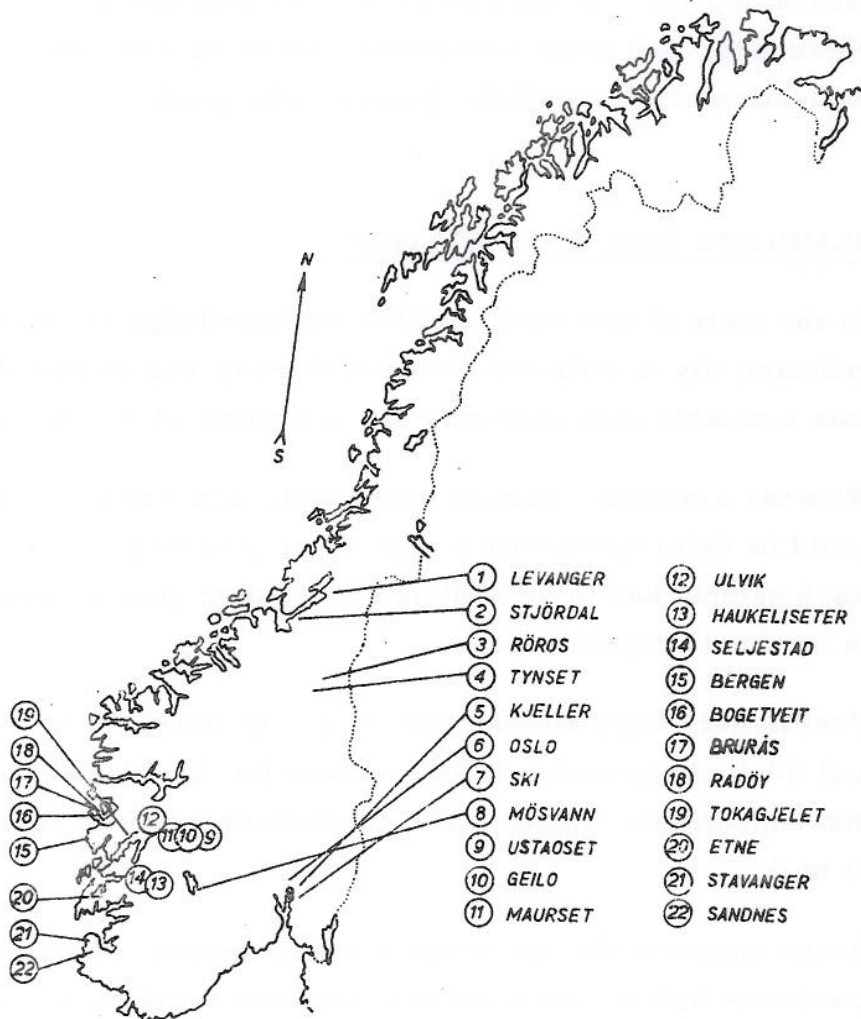 N
S
1 LEVANGER
2 STJÖRDAL
3 RÖROS
4 TYNSET
5 KJELLER
6 OSLO
7 SKI
8 MÖSVANN
9 USTAOSET
10 GEILO
11 MAURSET
12 ULVIK
13 HAUKELISETER
14 SELJESTAD
15 BERGEN
16 BOGETVEIT
17 BRURÅS
18 RADÖY
19 TOKAGJELET
20 ETNE
21 STAVANGER
22 SANDNES
19
18
17
16
15
12
11 10 9
14 13
20
21
22